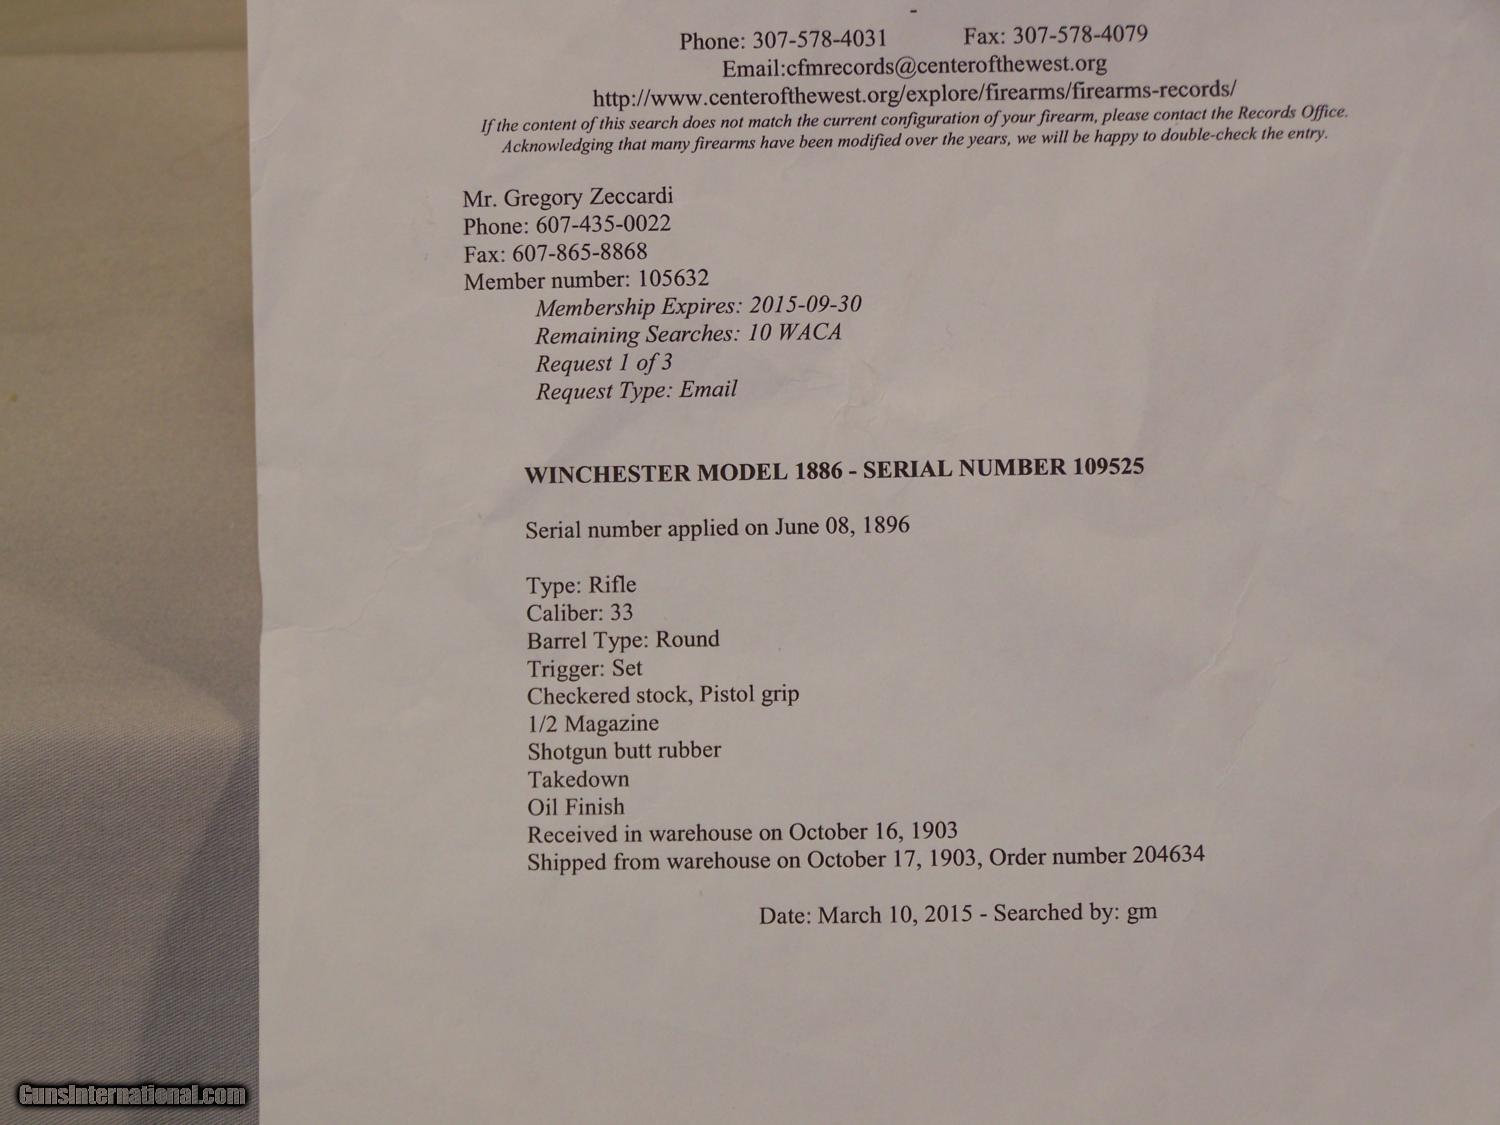 Phone: 307-578-4031 Fax: 307-578-4079
Email:cfmrecords@centerofthewest.org
http://www.centerofthewest.org/explore/firearms/firearms-records/
If the content of this search does not match the current configuration of your firearm, please contact the Records Office.
Acknowledging that many firearms have been modified over the years, we will be happy to double-check the entry.
Mr. Gregory Zeccardi
Phone: 607-435-0022
Fax: 607-865-8868
Member number: 105632
Membership Expires: 2015-09-30
Remaining Searches: 10 WACA
Request 1 of 3
Request Type: Email
WINCHESTER MODEL 1886 - SERIAL NUMBER 109525
Serial number applied on June 08, 1896
Type: Rifle
Caliber: 33
Barrel Type: Round
Trigger: Set
Checkered stock, Pistol grip
1/2 Magazine
Shotgun butt rubber
Takedown
Oil Finish
Received in warehouse on October 16, 1903
Shipped from warehouse on October 17, 1903, Order number 204634
Date: March 10, 2015 - Searched by: gm
GunsInternational.com